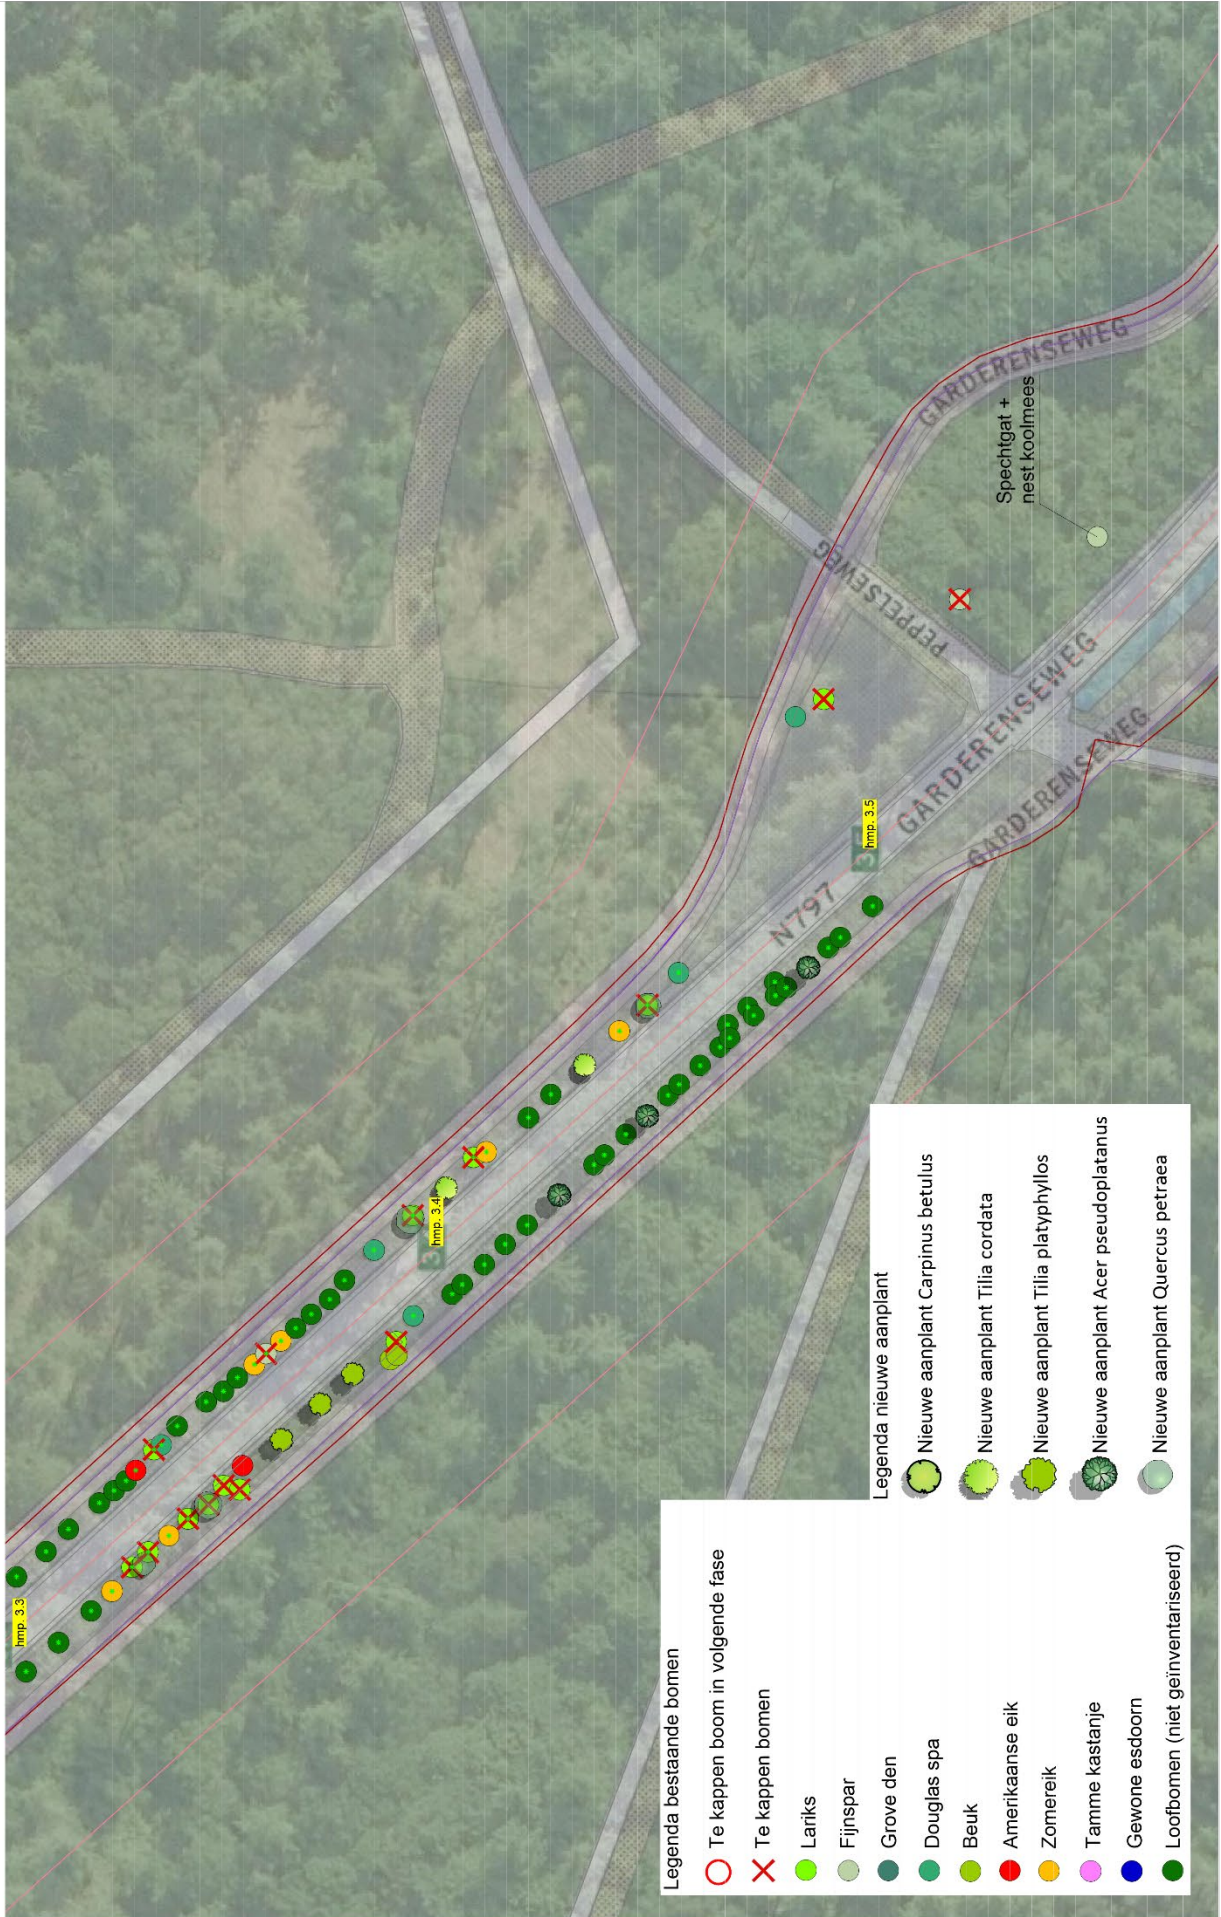 GARDERENSEWEG
Spechtgat +
nest koolmees
PEPPELSEWEG
GARDERENSEWEG
GARDERENSEWEG
hmp. 3.5
N797
hmp. 3.4
hmp. 3.3
Legenda bestaande bomen
Te kappen boom in volgende fase
Te kappen bomen
Lariks
Fijnspar
Grove den
Douglas spa
Beuk
Amerikaanse eik
Zomereik
Tamme kastanje
Gewone esdoorn
Loofbomen (niet geïnventariseerd)
Legenda nieuwe aanplant
Nieuwe aanplant Carpinus betulus
Nieuwe aanplant Tilia cordata
Nieuwe aanplant Tilia platyphyllos
Nieuwe aanplant Acer pseudoplatanus
Nieuwe aanplant Quercus petraea